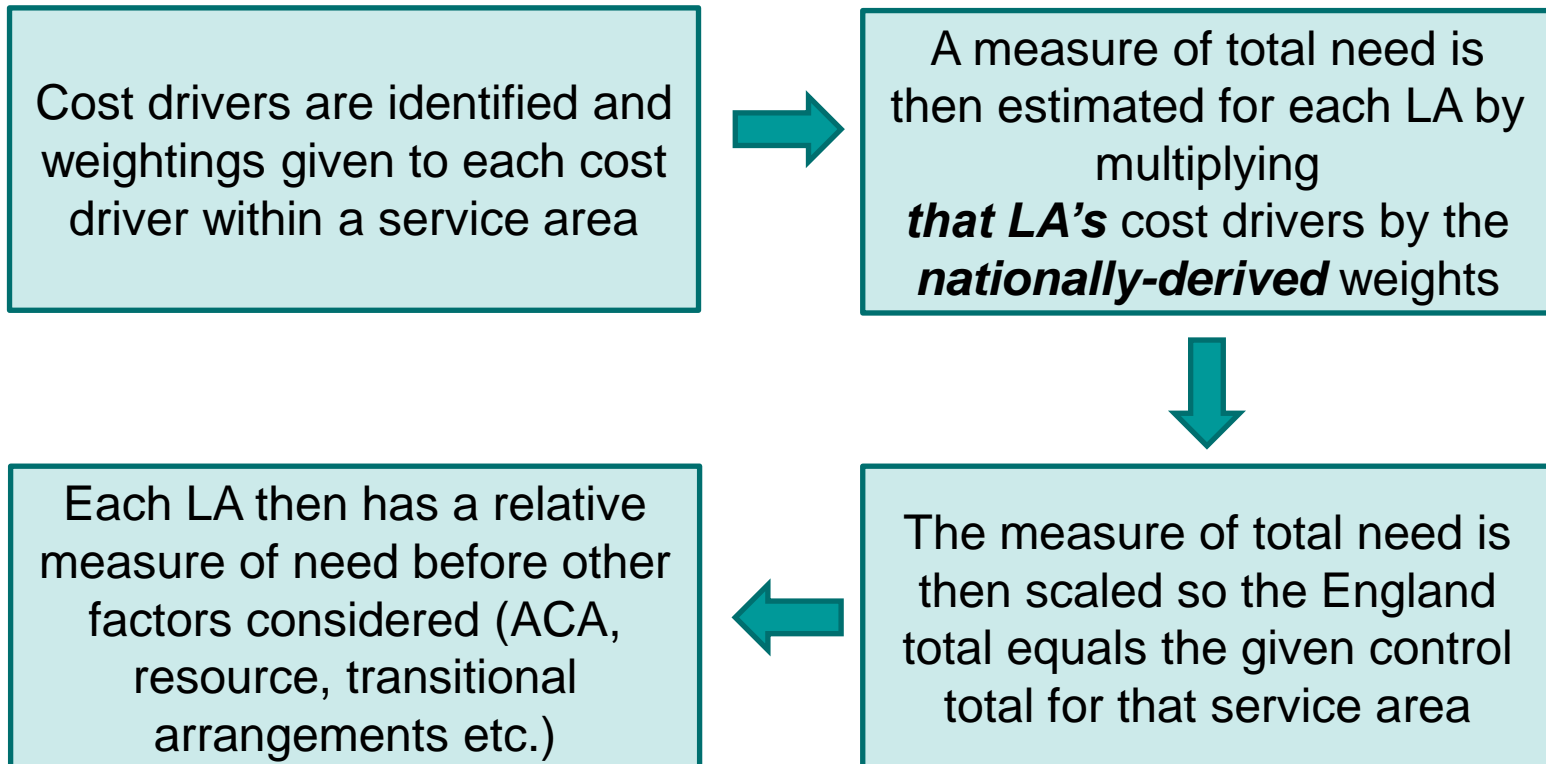 Cost drivers are identified and
weightings given to each cost
driver within a service area
A measure of total need is
then estimated for each LA by
multiplying
that LA’s cost drivers by the
nationally-derived weights
The measure of total need is
then scaled so the England
total equals the given control
total for that service area
Each LA then has a relative
measure of need before other
factors considered (ACA,
resource, transitional
arrangements etc.)